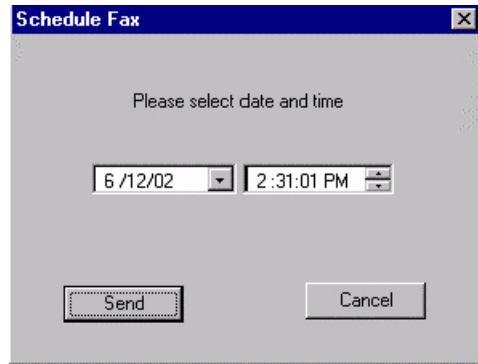 Schedule Fax
Please select date and time
6 /12/02 2 :31:01 PM
Send Cancel